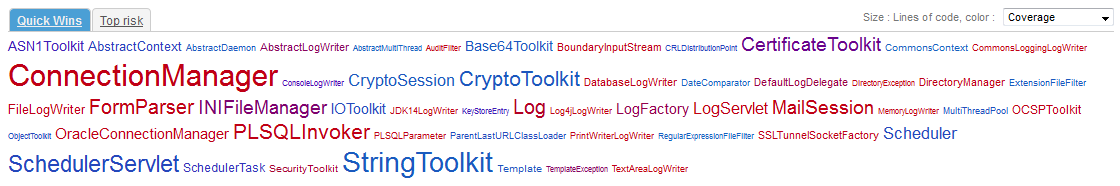 Quick Wins Top risk Size : Lines of code, color : Coverage
ASN1Toolkit AbstractContext AbstractDaemon AbstractLogWriter AbstractMultiThread AuditFilter Base64Toolkit BoundaryInputStream CRLDistributionPoint CertificateToolkit CommonsContext CommonsLoggingLogWriter
ConnectionManager ConsoleLogWriter CryptoSession CryptoToolkit DatabaseLogWriter DateComparator DefaultLogDelegate DirectoryException DirectoryManager ExtensionFileFilter
FileLogWriter FormParser INIFileManager IOToolkit JDK14LogWriter KeyStoreEntry Log Log4jLogWriter LogFactory LogServlet MailSession MemoryLogWriter MultiThreadPool OCSPToolkit
ObjectToolkit OracleConnectionManager PLSQLInvoker PLSQLParameter ParentLastURLClassLoader PrintWriterLogWriter RegularExpressionFileFilter SSLTunnelSocketFactory Scheduler
SchedulerServlet SchedulerTask SecurityToolkit StringToolkit Template TemplateException TextAreaLogWriter